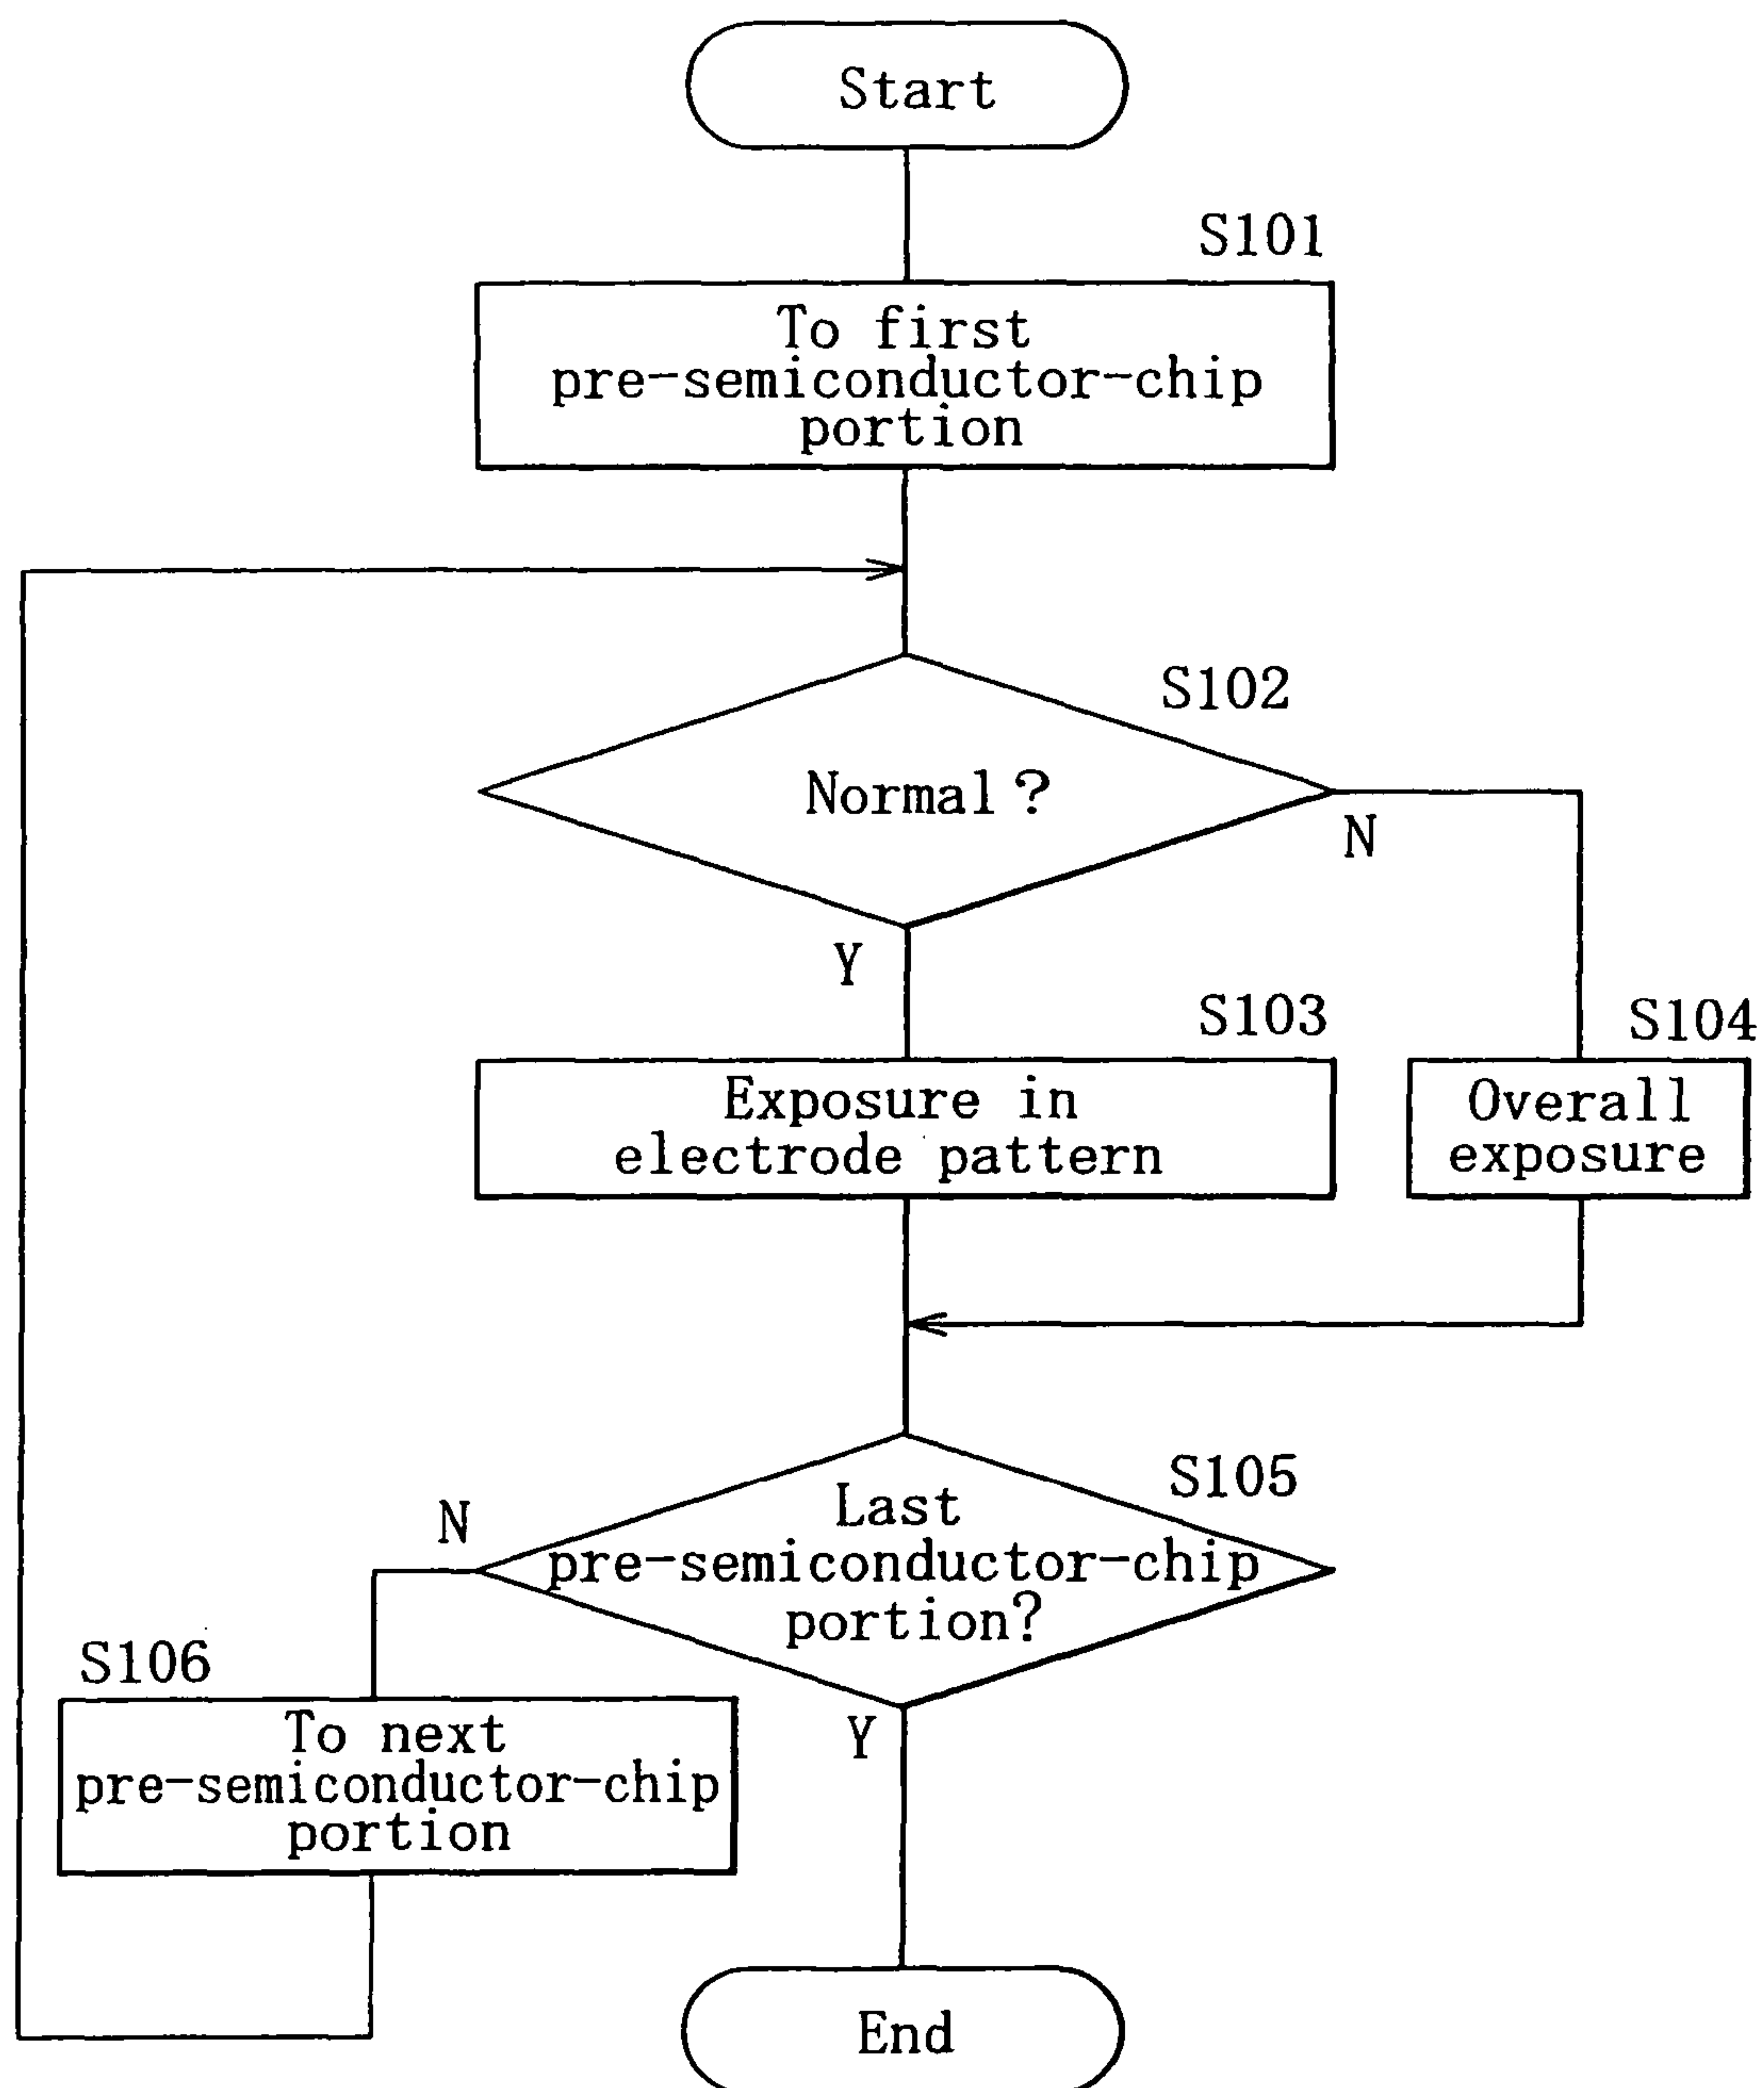 Start
S101
To first
pre-semiconductor-chip
portion
S102
Normal?
N
Y
S103
Exposure in
electrode pattern
S104
Overall
exposure
S105
Last
pre-semiconductor-chip
portion?
N
Y
S106
To next
pre-semiconductor-chip
portion
End